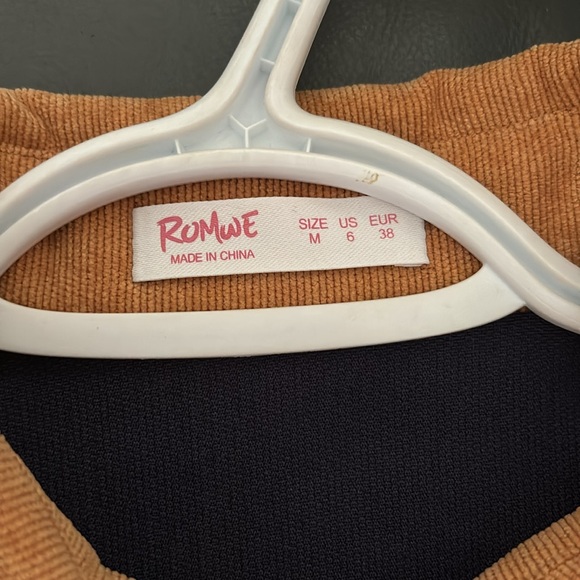 ROMWE
MADE IN CHINA
SIZE US EUR
M 6 38